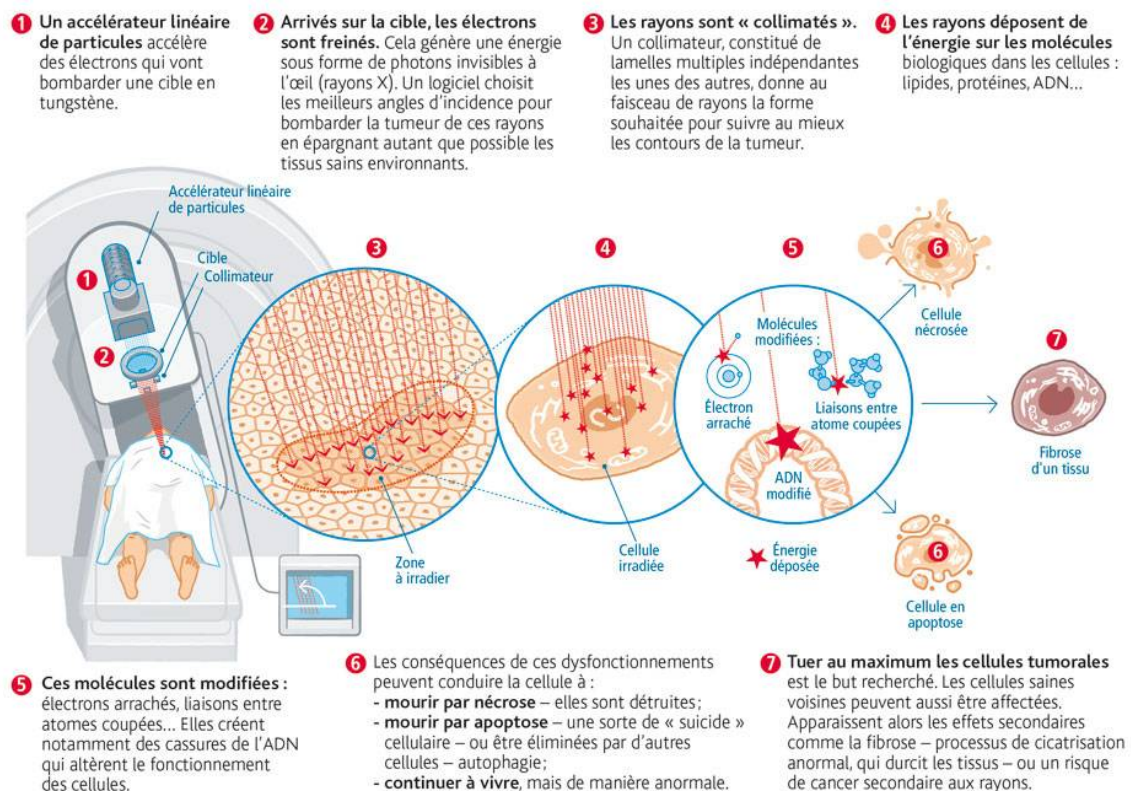 1 Un accélérateur linéaire
de particules accélère
des électrons qui vont
bombarder une cible en
tungstène.
2 Arrivés sur la cible, les électrons
sont freinés. Cela génère une énergie
sous forme de photons invisibles à
l'œil (rayons X). Un logiciel choisit
les meilleurs angles d'incidence pour
bombarder la tumeur de ces rayons
en épargnant autant que possible les
tissus sains environnants.
3 Les rayons sont « collimatés ».
Un collimateur, constitué de
lamelles multiples indépendantes
les unes des autres, donne au
faisceau de rayons la forme
souhaitée pour suivre au mieux
les contours de la tumeur.
4 Les rayons déposent de
l'énergie sur les molécules
biologiques dans les cellules :
lipides, protéines, ADN...
Accélérateur linéaire
de particules
Cible
Collimateur
1
2
3
Zone
à irradier
4
Cellule
irradiée
5
Molécules
modifiées :
Électron
arraché
Liaisons entre
atome coupées
ADN
modifié
Énergie
déposée
6
Cellule
nécrosée
7
Fibrose
d'un tissu
6
Cellule en
apoptose
5 Ces molécules sont modifiées :
électrons arrachés, liaisons entre
atomes coupées... Elles créent
notamment des cassures de l'ADN
qui altèrent le fonctionnement
des cellules.
6 Les conséquences de ces dysfonctionnements
peuvent conduire la cellule à :
- mourir par nécrose – elles sont détruites;
- mourir par apoptose – une sorte de « suicide »
cellulaire – ou être éliminées par d'autres
cellules – autophagie;
- continuer à vivre, mais de manière anormale.
7 Tuer au maximum les cellules tumorales
est le but recherché. Les cellules saines
voisines peuvent aussi être affectées.
Apparaissent alors les effets secondaires
comme la fibrose – processus de cicatrisation
anormal, qui durcit les tissus – ou un risque
de cancer secondaire aux rayons.